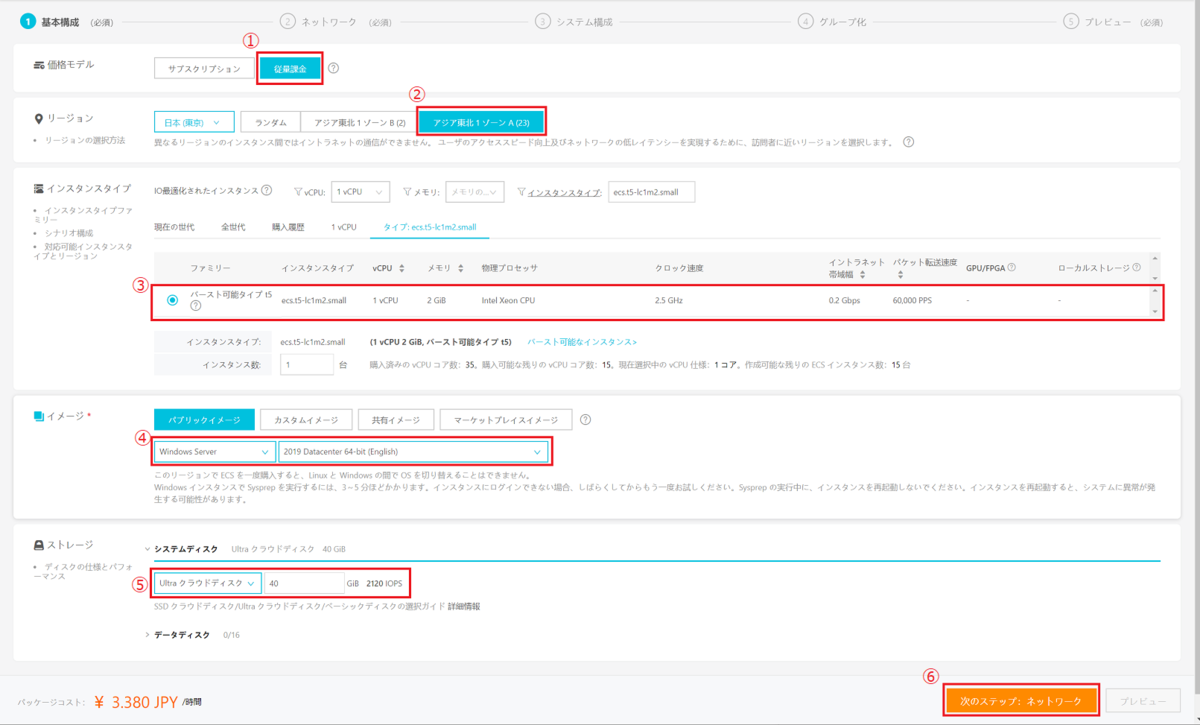 1 基本構成 (必須) 2 ネットワーク (必須) 3 システム構成 4 グループ化 5 プレビュー (必須)
①
価格モデル サブスクリプション 従量課金 ?
②
リージョン 日本 (東京) ランダム アジア東北 1 ゾーン B (2) アジア東北 1 ゾーン A (23)
• リージョンの選択方法 異なるリージョンのインスタンス間ではイントラネットの通信ができません。 ユーザのアクセススピード向上及びネットワークの低レイテンシーを実現するために、訪問者に近いリージョンを選択します。 ?
インスタンスタイプ IO最適化されたインスタンス ? vCPU: 1 vCPU メモリ: メモリの... インスタンスタイプ: ecs.t5-lc1m2.small
• インスタンスタイプファミリー
• シナリオ構成
• 対応可能インスタンスタイプとリージョン
現在の世代 全世代 購入履歴 1 vCPU タイプ: ecs.t5-lc1m2.small
ファミリー インスタンスタイプ vCPU メモリ 物理プロセッサ クロック速度 イントラネット帯域幅 パケット転送速度 GPU/FPGA ? ローカルストレージ ?
③
バースト可能タイプ t5 ? ecs.t5-lc1m2.small 1 vCPU 2 GiB Intel Xeon CPU 2.5 GHz 0.2 Gbps 60,000 PPS - -
インスタンスタイプ: ecs.t5-lc1m2.small (1 vCPU 2 GiB, バースト可能タイプ t5) バースト可能なインスタンス>
インスタンス数: 1 台 購入済みの vCPU コア数：35。購入可能な残りの vCPU コア数：15。現在選択中の vCPU 仕様：1 コア。作成可能な残りの ECS インスタンス数：15 台
イメージ * パブリックイメージ カスタムイメージ 共有イメージ マーケットプレイスイメージ ?
④
Windows Server 2019 Datacenter 64-bit (English)
このリージョンで ECS を一度購入すると、Linux と Windows の間で OS を切り替えることはできません。
Windows インスタンスで Sysprep を実行するには、3～5 分ほどかかります。インスタンスにログインできない場合、しばらくしてからもう一度お試しください。Sysprep の実行中に、インスタンスを再起動しないでください。インスタンスを再起動すると、システムに異常が発
生する可能性があります。
ストレージ システムディスク Ultra クラウドディスク 40 GiB
• ディスクの仕様とパフォーマンス
⑤
Ultra クラウドディスク 40 GiB 2120 IOPS
SSD クラウドディスク/Ultra クラウドディスク/ベーシックディスクの選択ガイド 詳細情報
データディスク 0/16
⑥
パッケージコスト: ¥ 3.380 JPY /時間 次のステップ: ネットワーク プレビュー